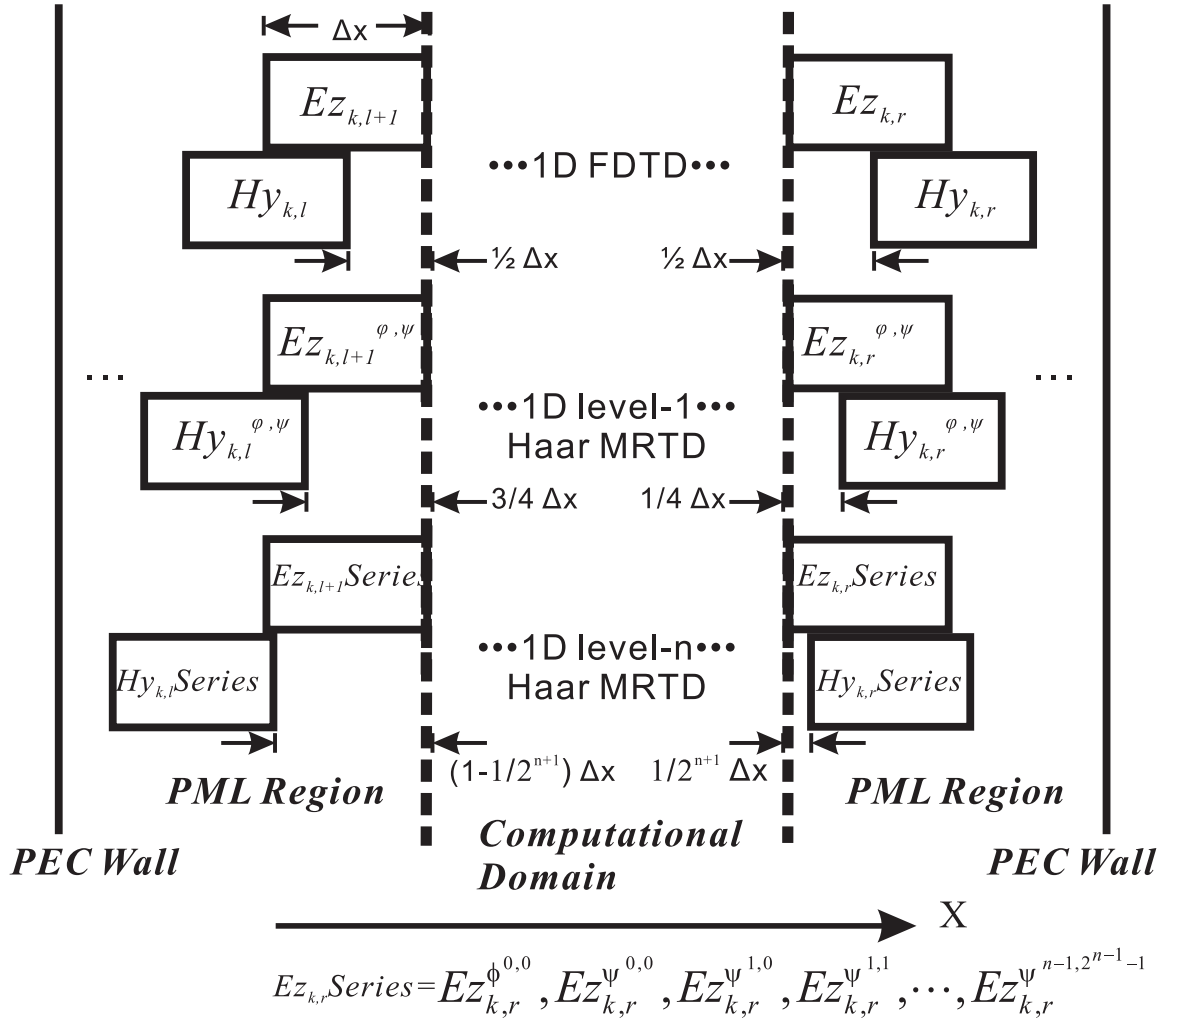 Δx
Ez k,l+1
Ez k,r
•••1D FDTD•••
Hy k,l
Hy k,r
½ Δx ½ Δx
Ez k,l+1 φ,ψ
Ez k,r φ,ψ
... ...
•••1D level-1•••
Haar MRTD
Hy k,l φ,ψ
Hy k,r φ,ψ
3/4 Δx 1/4 Δx
Ez k,l+1 Series
Ez k,r Series
•••1D level-n•••
Haar MRTD
Hy k,l Series
Hy k,r Series
(1-1/2^n+1) Δx 1/2^n+1 Δx
PML Region
PML Region
Computational
Domain
PEC Wall
PEC Wall
X
Ez k,r Series = Ez k,r ϕ 0,0 , Ez k,r ψ 0,0 , Ez k,r ψ 1,0 , Ez k,r ψ 1,1 , ⋯, Ez k,r ψ n−1,2^n−1−1